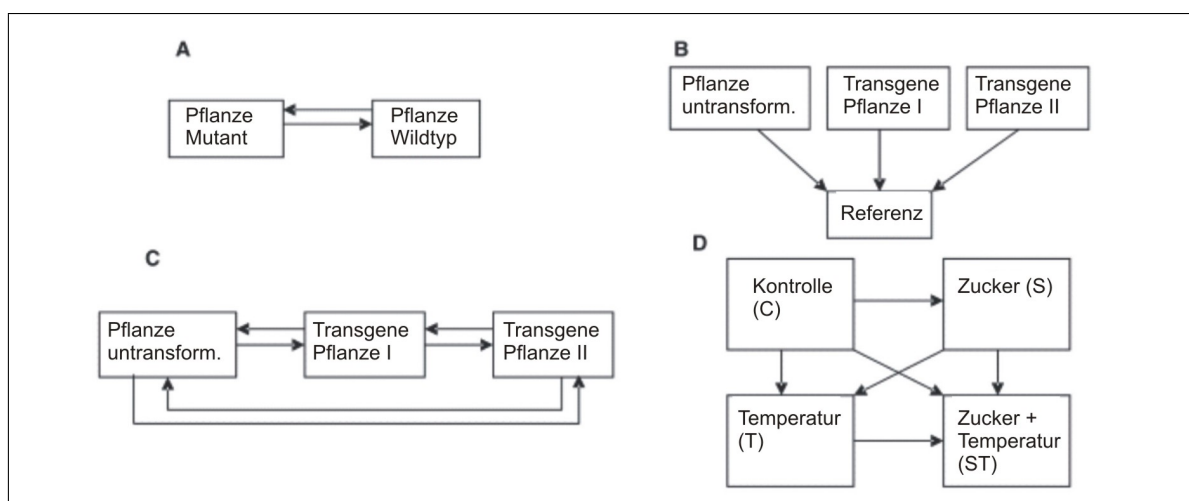 A
Pflanze
Mutant
Pflanze
Wildtyp
B
Pflanze
untransform.
Transgene
Pflanze I
Transgene
Pflanze II
Referenz
C
Pflanze
untransform.
Transgene
Pflanze I
Transgene
Pflanze II
D
Kontrolle
(C)
Zucker (S)
Temperatur
(T)
Zucker +
Temperatur
(ST)